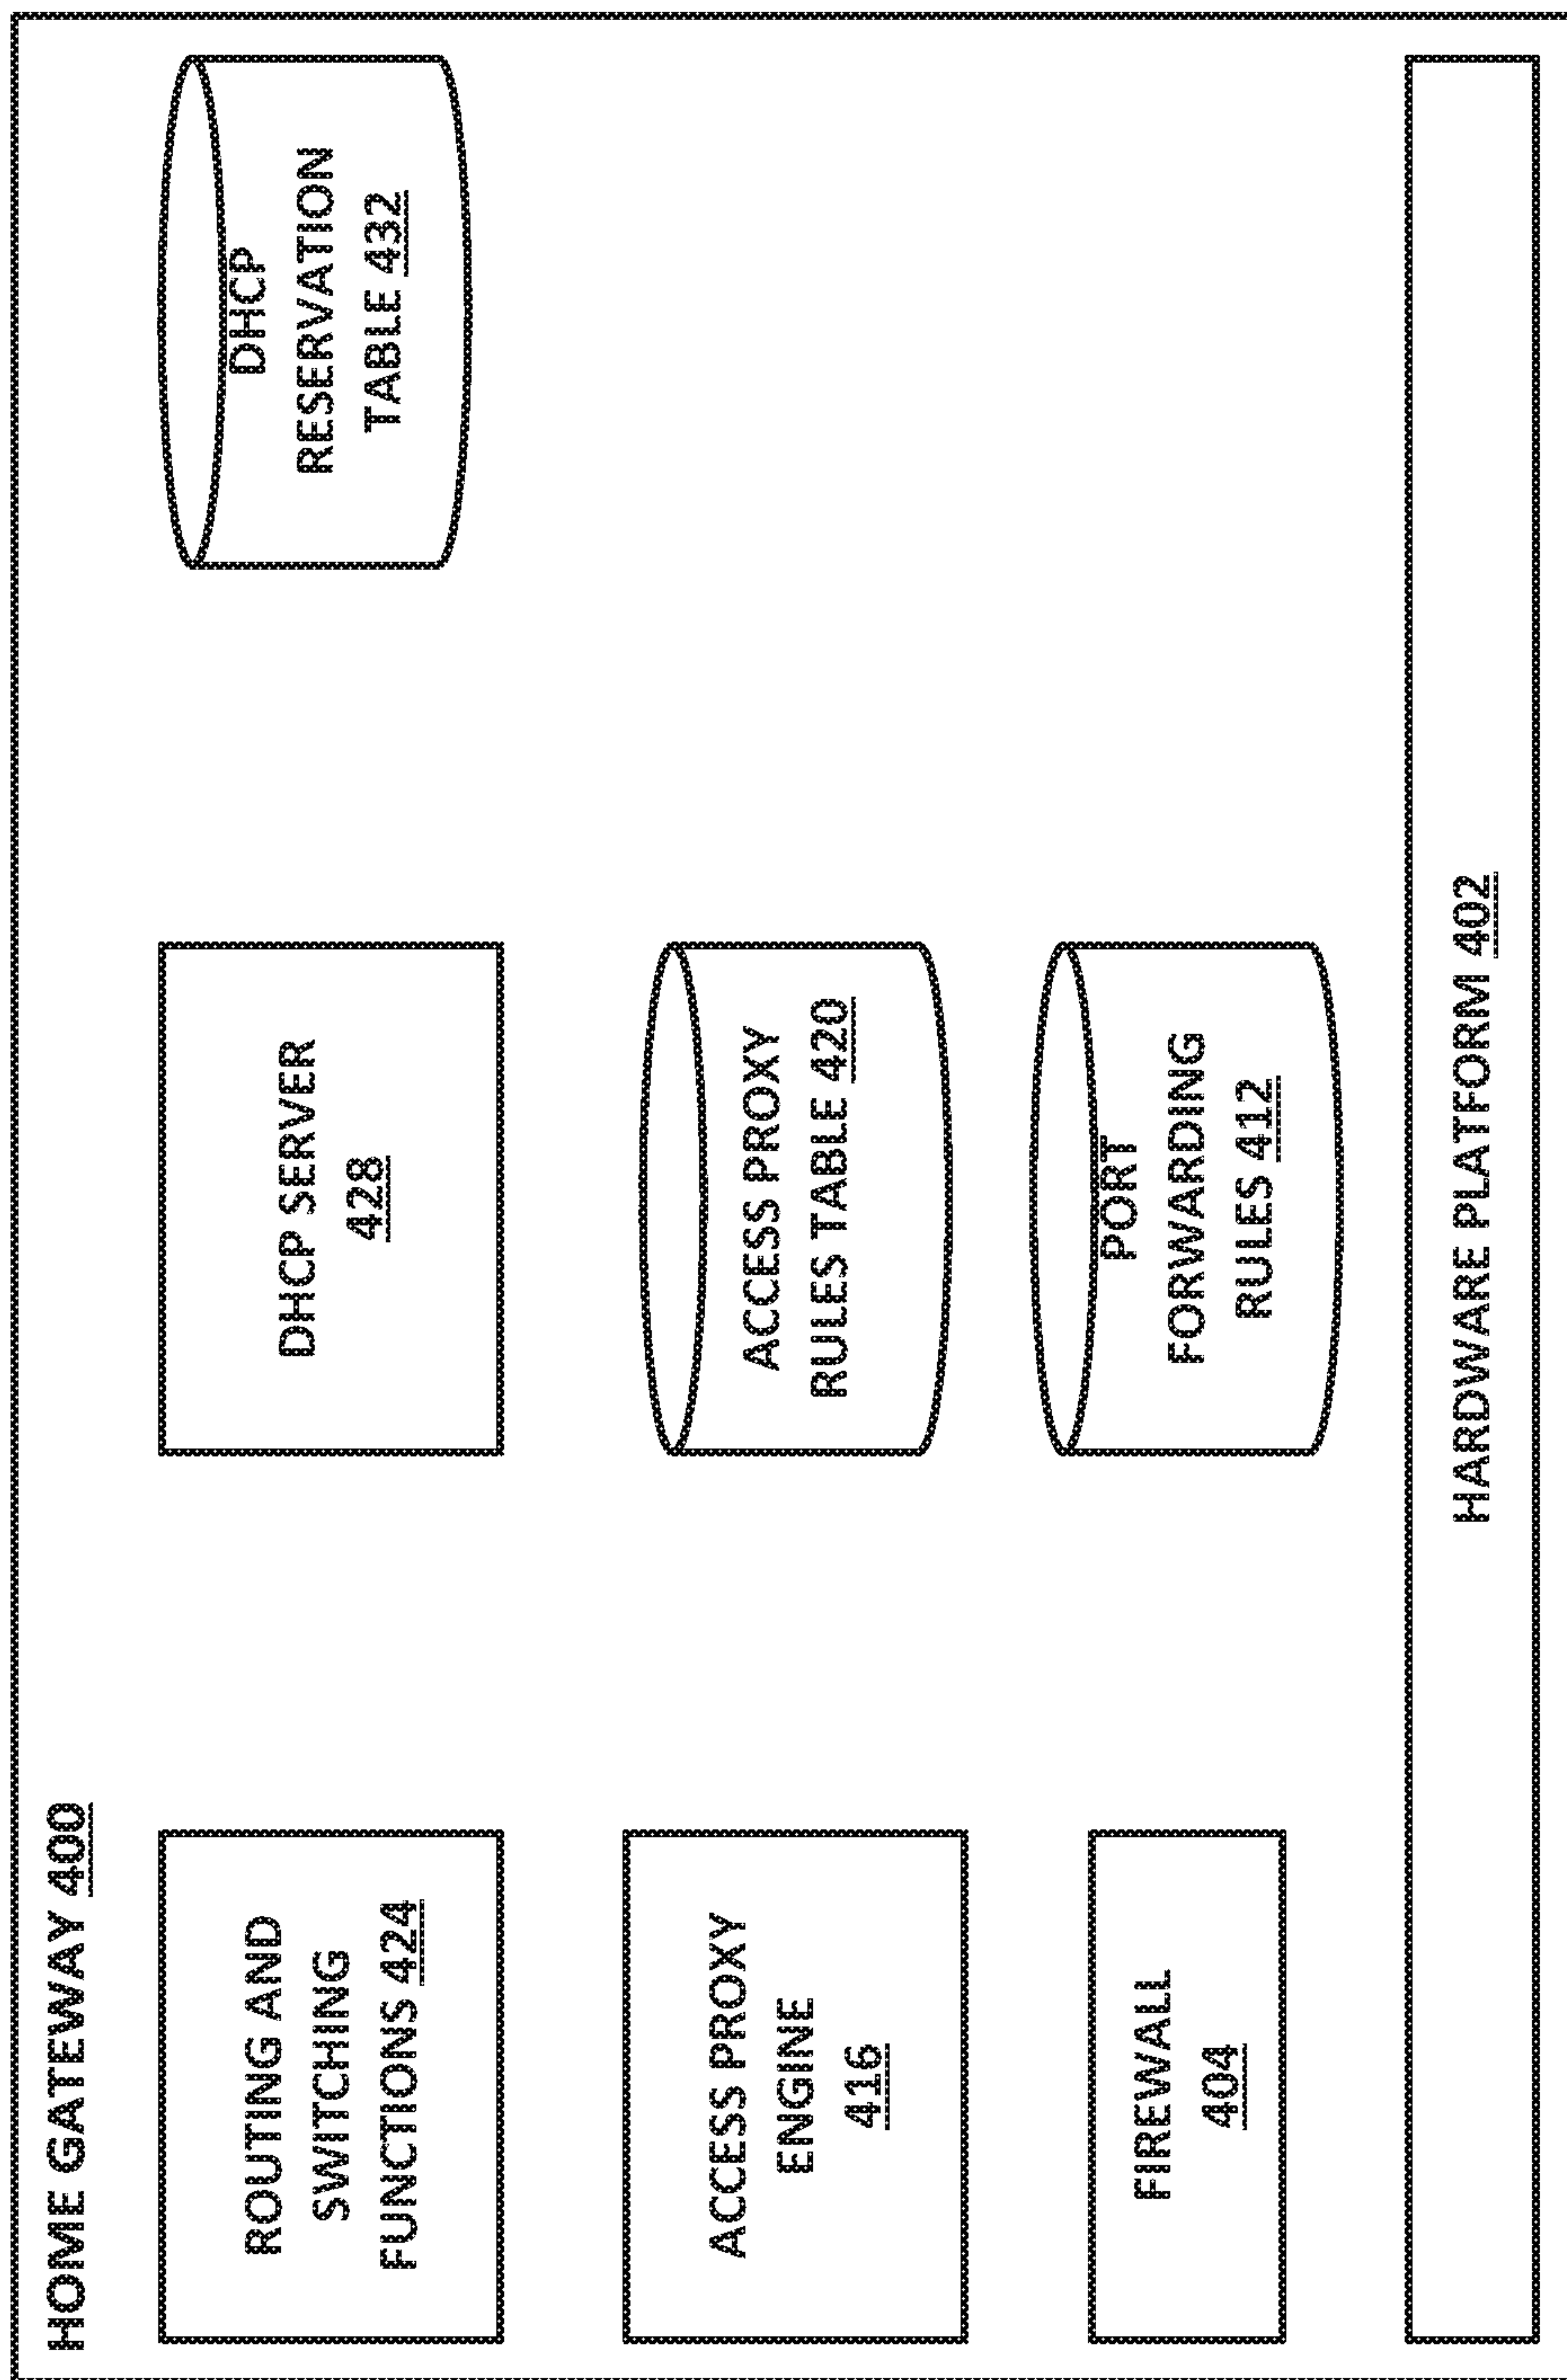 HOME GATEWAY 400
ROUTING AND
SWITCHING
FUNCTIONS 424
DHCP SERVER
428
DHCP
RESERVATION
TABLE 432
ACCESS PROXY
ENGINE
416
ACCESS PROXY
RULES TABLE 420
FIREWALL
404
PORT
FORWARDING
RULES 412
HARDWARE PLATFORM 402